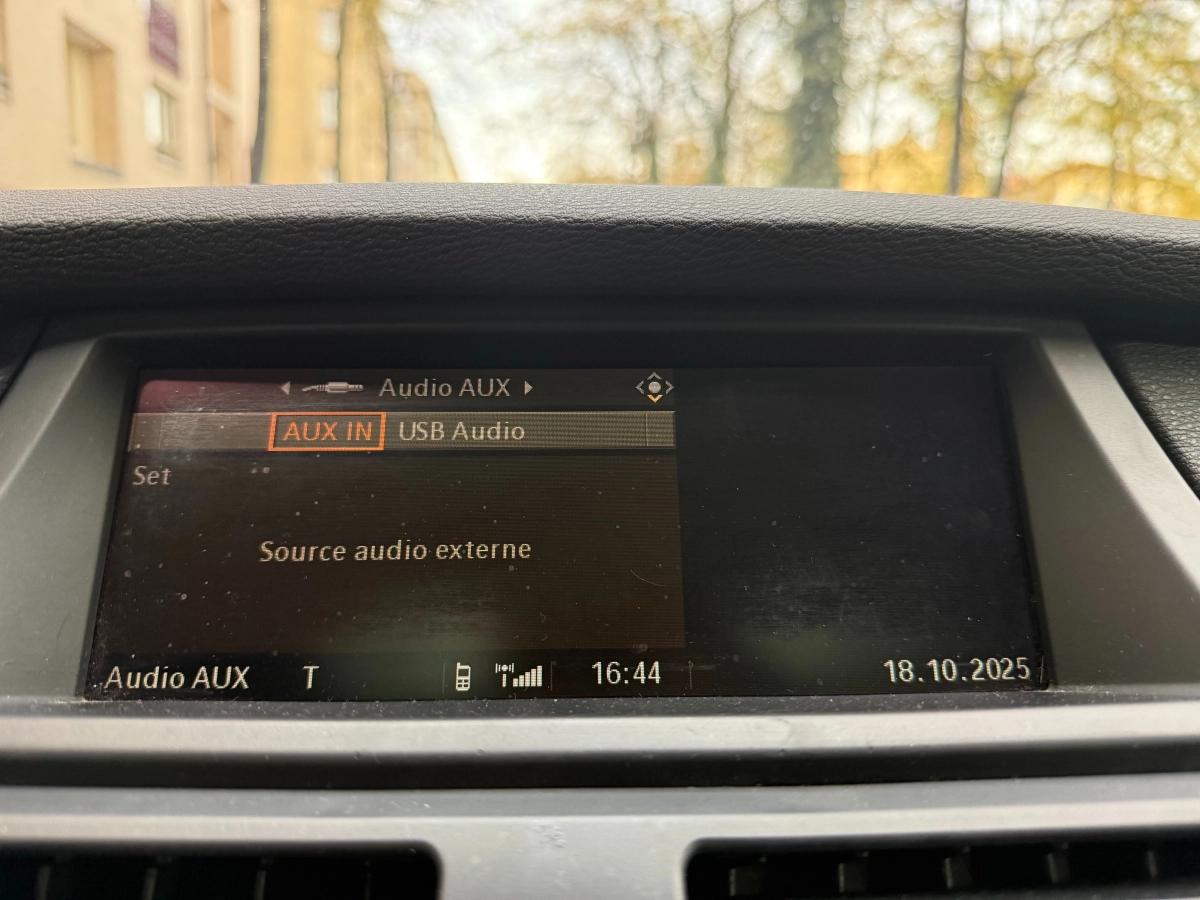 Audio AUX
AUX IN USB Audio
Set
Source audio externe
Audio AUX T 16:44 18.10.2025